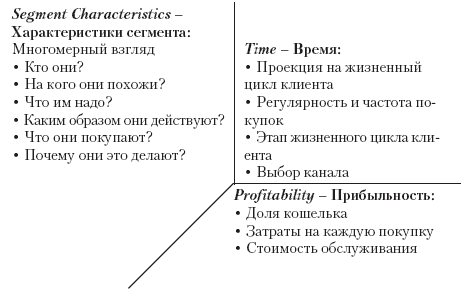 Segment Characteristics –
Характеристики сегмента:
Многомерный взгляд
• Кто они?
• На кого они похожи?
• Что им надо?
• Каким образом они действуют?
• Что они покупают?
• Почему они это делают?
Time – Время:
• Проекция на жизненный
цикл клиента
• Регулярность и частота по-
купок
• Этап жизненного цикла кли-
ента
• Выбор канала
Profitability – Прибыльность:
• Доля кошелька
• Затраты на каждую покупку
• Стоимость обслуживания